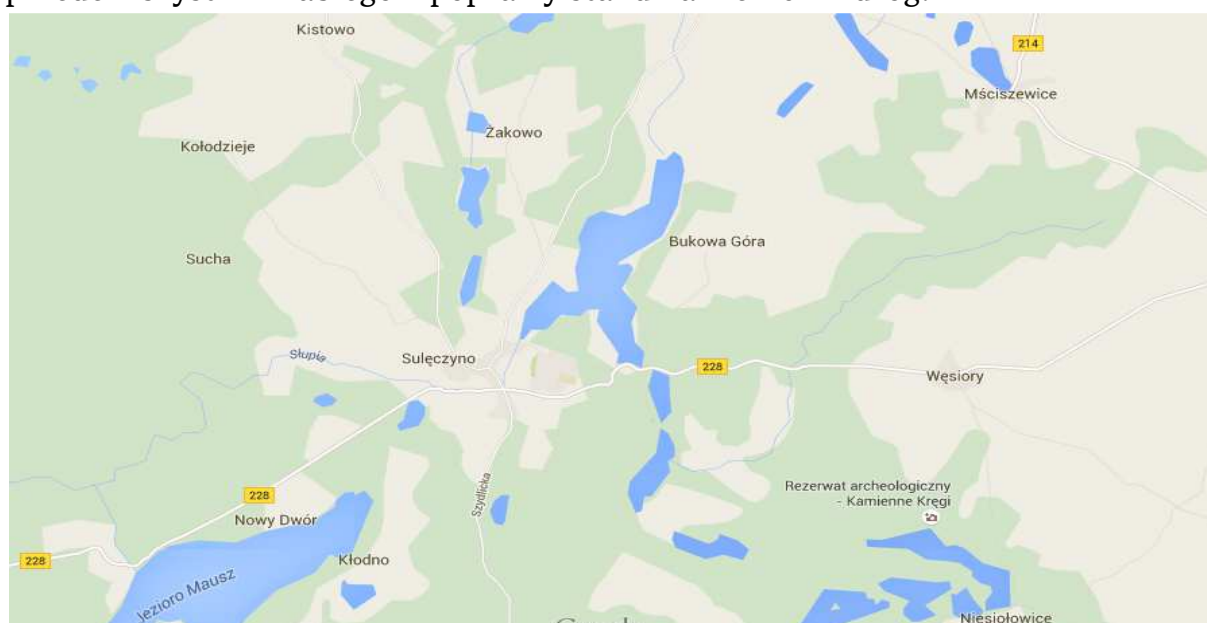 Kistowo
214
Mściszewice
Żakowo
Kołodzieje
Bukowa Góra
Sucha
Słupia
Sulęczyno
228
Węsiory
Szydlicka
Rezerwat archeologiczny
- Kamienne Kręgi
228
Nowy Dwór
228
Kłodno
Jezioro Mausz
Niesiołowice